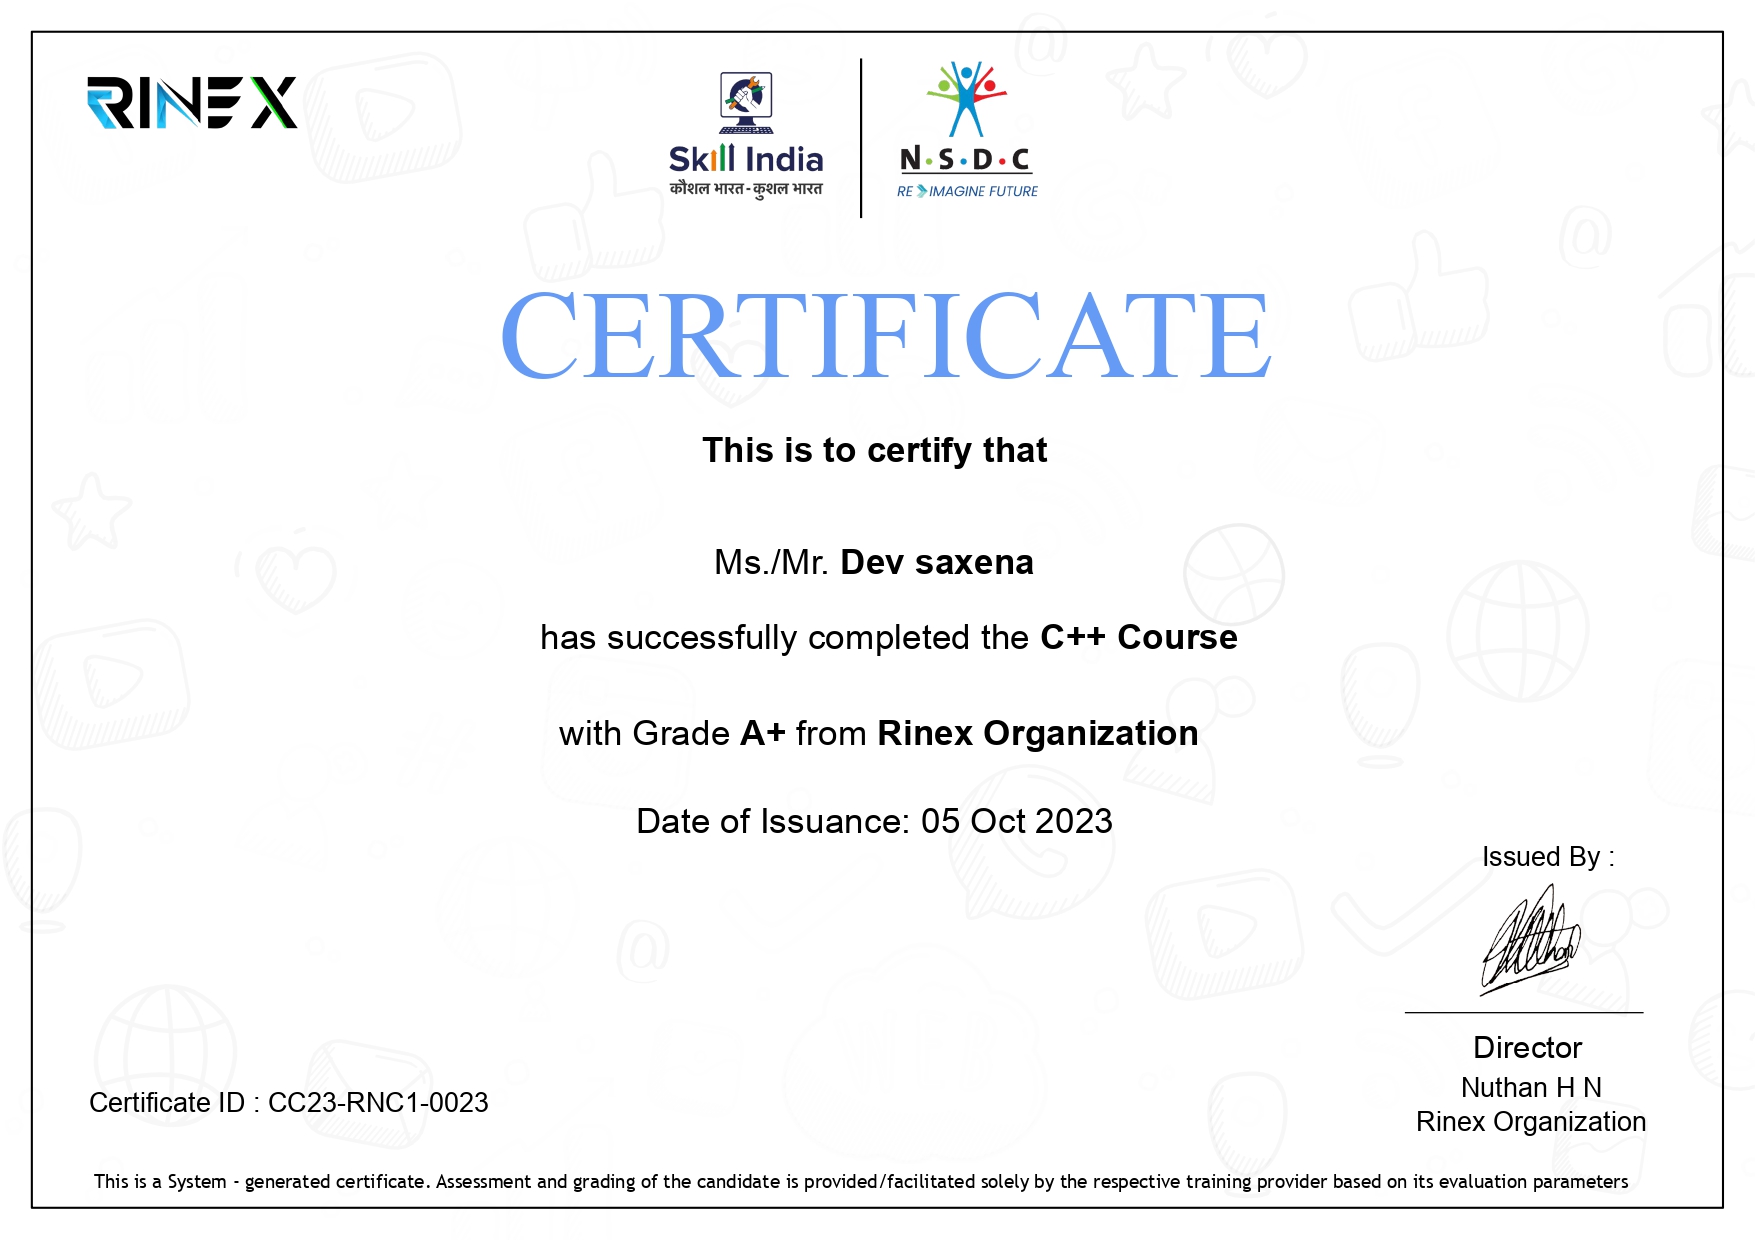 RINEX
Skill India
कौशल भारत-कुशल भारत
N·S·D·C
RE IMAGINE FUTURE
CERTIFICATE
This is to certify that
Ms./Mr. Dev saxena
has successfully completed the C++ Course
with Grade A+ from Rinex Organization
Date of Issuance: 05 Oct 2023
Issued By :
Director
Nuthan H N
Rinex Organization
Certificate ID : CC23-RNC1-0023
This is a System - generated certificate. Assessment and grading of the candidate is provided/facilitated solely by the respective training provider based on its evaluation parameters